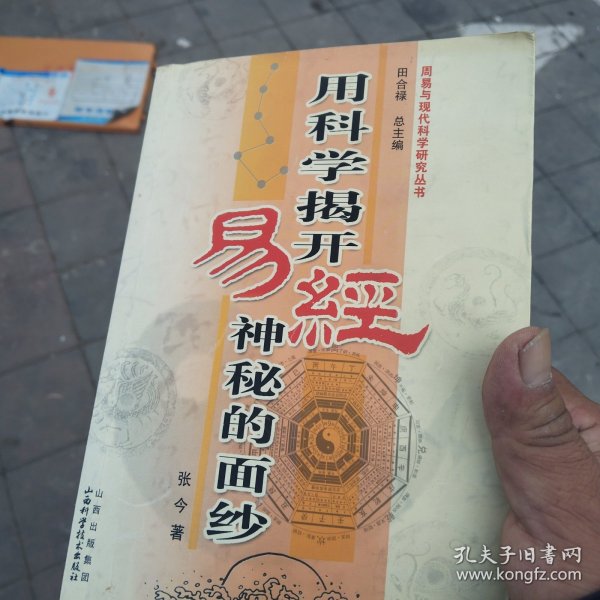 周易与现代科学研究丛书
田合禄 总主编
用科学揭开
易經
神秘的面纱
张今著
山西出版集团
山西科学技术出版社
孔夫子旧书网
www.kongfz.com